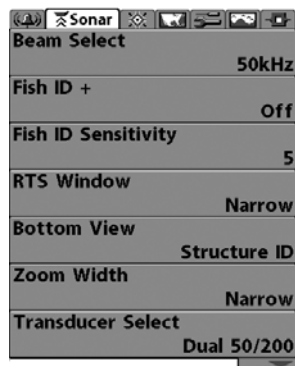 Sonar
Beam Select
50kHz
Fish ID +
Off
Fish ID Sensitivity
5
RTS Window
Narrow
Bottom View
Structure ID
Zoom Width
Narrow
Transducer Select
Dual 50/200